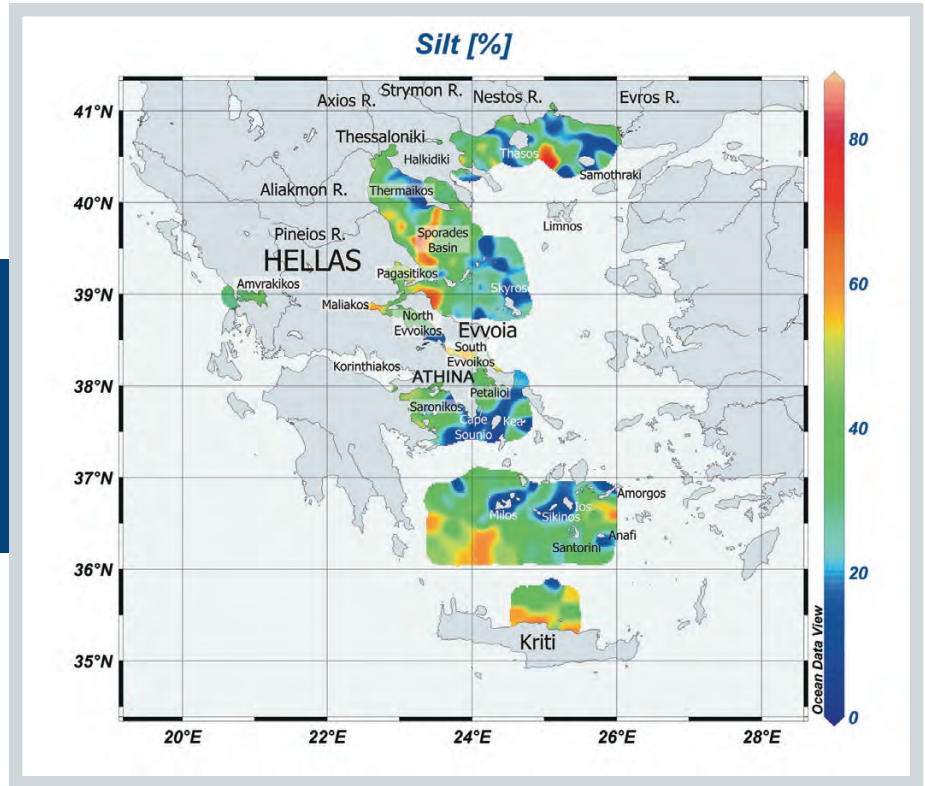 Silt [%]
Strymon R.
Axios R.
Nestos R.
Evros R.
41°N
Thessaloniki
Thasos
Halkidiki
Samothraki
Aliakmon R.
Thermaikos
40°N
Limnos
Pineios R.
Sporades
Basin
HELLAS
Pagasitikos
Amvrakikos
Skyros
39°N
Maliakos
North
Evvoikos
Evvoia
South
Evvoikos
Korinthiakos
ATHINA
38°N
Petalioi
Saronikos
Cape
Sounio
Kea
37°N
Amorgos
Milos
Ios
Sikinos
Anafi
Santorini
36°N
Kriti
35°N
20°E
22°E
24°E
26°E
28°E
80
60
40
20
0
Ocean Data View